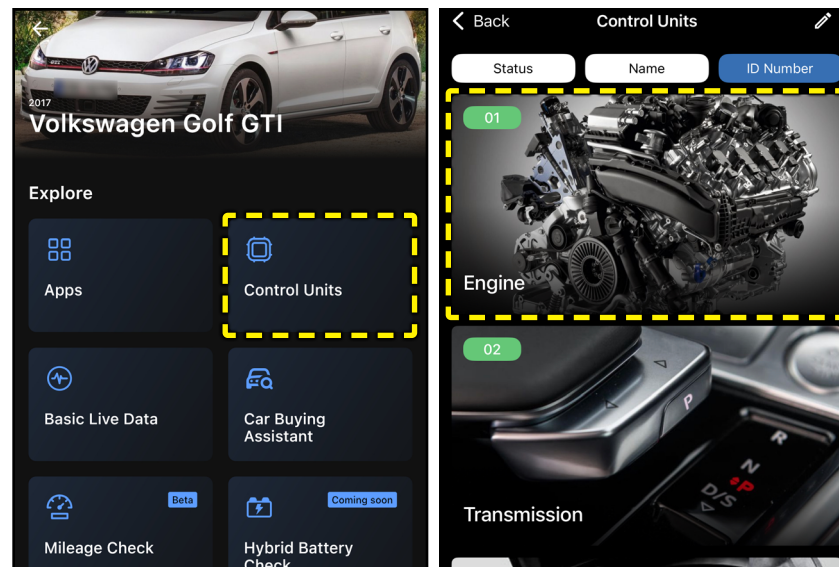 2017
Volkswagen Golf GTI
Explore
Apps
Control Units
Basic Live Data
Car Buying
Assistant
Beta
Mileage Check
Coming soon
Hybrid Battery
Check
Back
Control Units
Status
Name
ID Number
01
Engine
02
P
R
N
P
D/S
Transmission